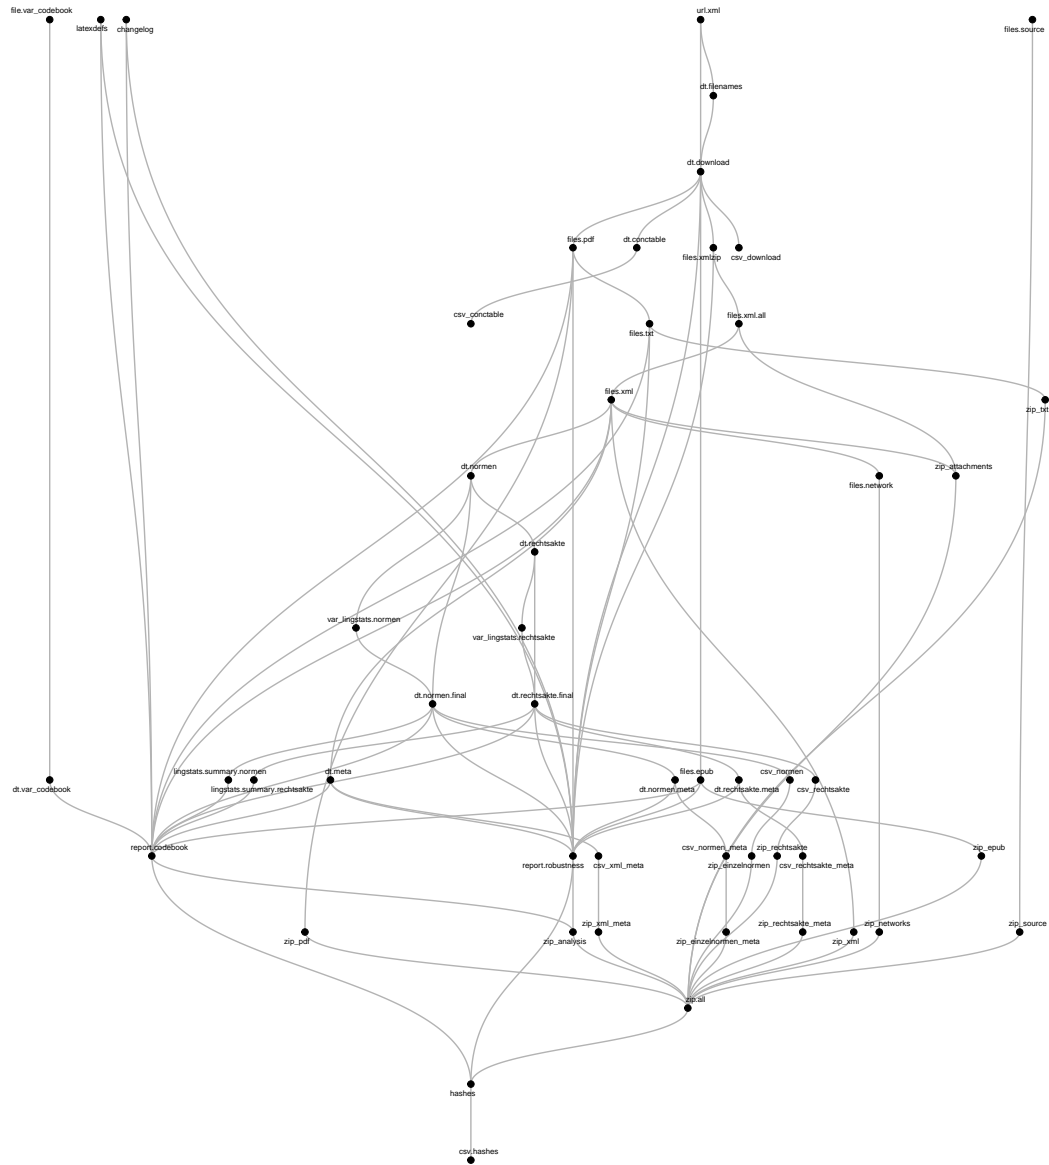 file.var_codebook
url.xml
latexdefs
changelog
files.source
dt.filenames
dt.download
files.pdf
dt.conctable
files.xmlzip
csv_download
csv_conctable
files.txt
files.xml.all
files.xml
zip_txt
dt.normen
files.network
zip_attachments
dt.rechtsakte
var_lingstats.normen
var_lingstats.rechtsakte
dt.normen.final
dt.rechtsakte.final
dt.var_codebook
lingstats.summary.normen
lingstats.summary.rechtsakte
dt.meta
files.epub
dt.normen.meta
dt.rechtsakte.meta
csv_normen
csv_rechtsakte
report.codebook
report.robustness
csv_xml_meta
csv_normen_meta
zip_einzelnormen
zip_rechtsakte
csv_rechtsakte_meta
zip_epub
zip_pdf
zip_analysis
zip_xml_meta
zip_einzelnormen_meta
zip_rechtsakte_meta
zip_xml
zip_networks
zip_source
zip.all
hashes
csv.hashes